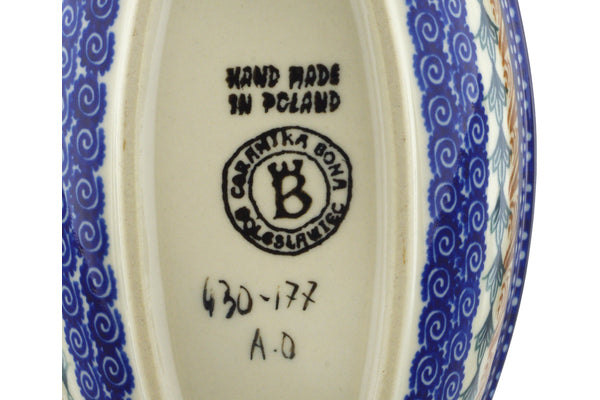 HAND MADE
IN POLAND
CERAMIKA BONA
B
BOLESŁAWIEC
430-177
A.O